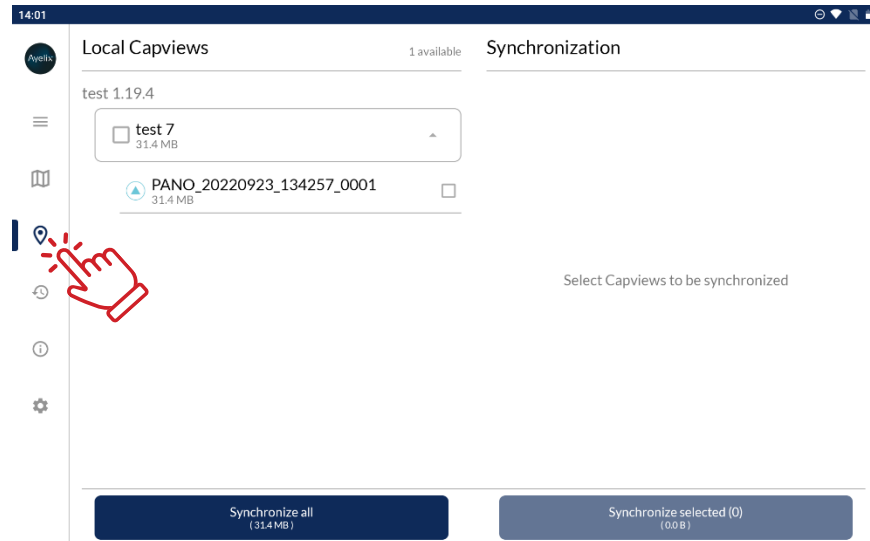 14:01
Ayelix
Local Capviews
1 available
Synchronization
test 1.19.4
test 7
31.4 MB
PANO_20220923_134257_0001
31.4 MB
Select Capviews to be synchronized
Synchronize all
( 31.4 MB )
Synchronize selected (0)
( 0.0 B )